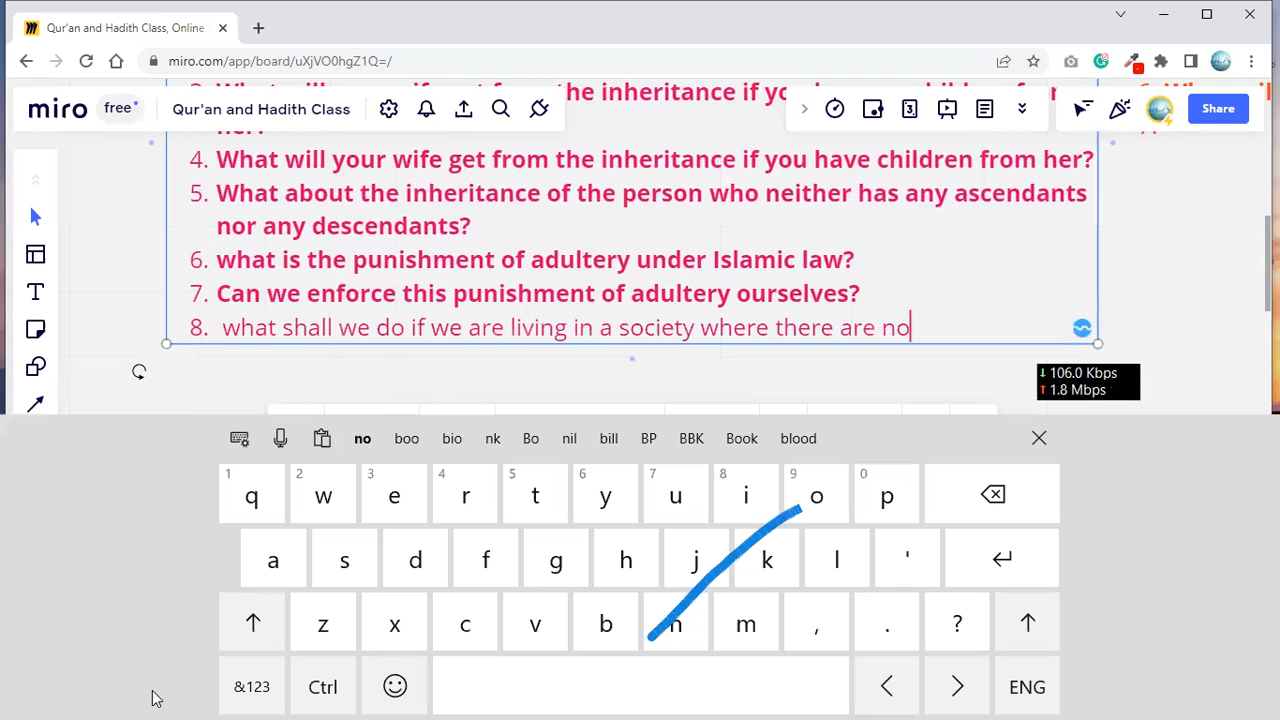 Qur'an and Hadith Class, Online
miro.com/app/board/uXjVO0hgZ1Q=/
the inheritance if you
miro free Qur'an and Hadith Class Share
4. What will your wife get from the inheritance if you have children from her?
5. What about the inheritance of the person who neither has any ascendants
nor any descendants?
6. what is the punishment of adultery under Islamic law?
7. Can we enforce this punishment of adultery ourselves?
8. what shall we do if we are living in a society where there are no
↓ 106.0 Kbps
↑ 1.8 Mbps
no boo bio nk Bo nil bill BP BBK Book blood
1 2 3 4 5 6 7 8 9 0
q w e r t y u i o p
a s d f g h j k l '
z x c v b n m , . ?
&123 Ctrl < > ENG